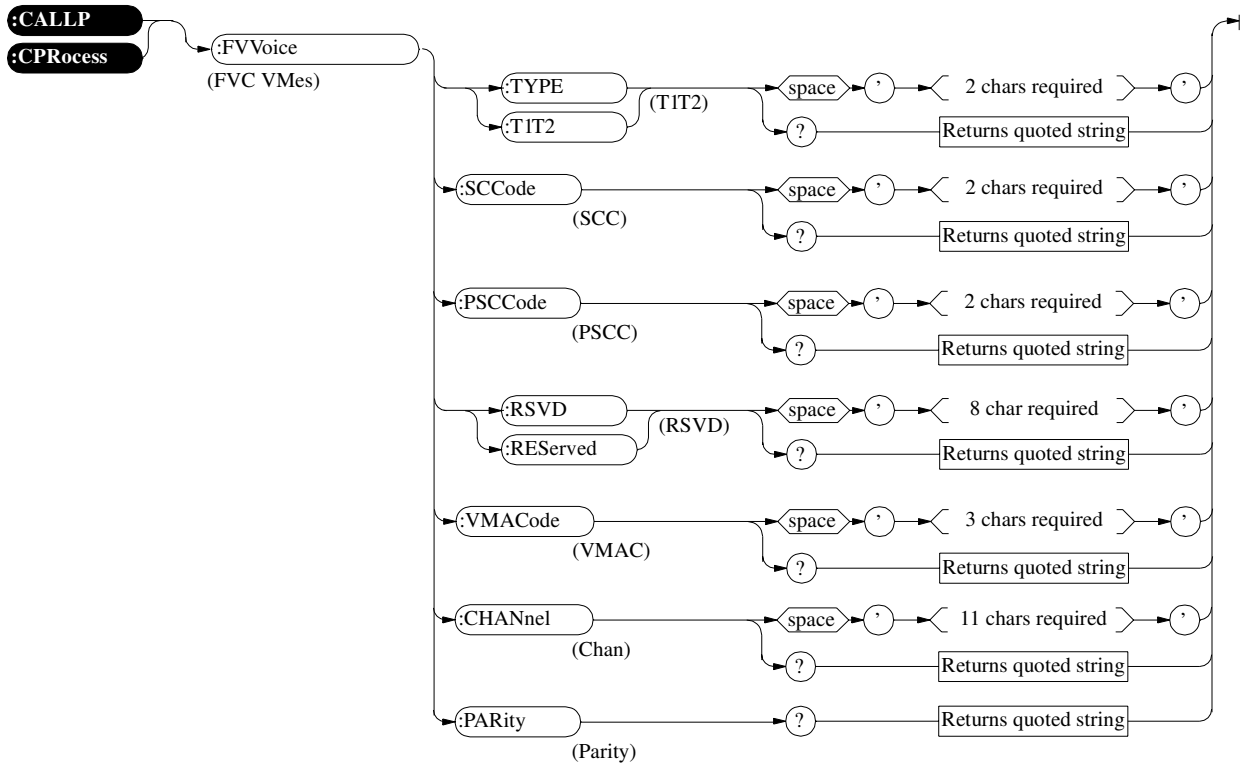 :CALLP
:CPRocess
:FVVoice
(FVC VMes)
:TYPE
:T1T2
(T1T2)
space ’ 2 chars required ’
? Returns quoted string
:SCCode
(SCC)
space ’ 2 chars required ’
? Returns quoted string
:PSCCode
(PSCC)
space ’ 2 chars required ’
? Returns quoted string
:RSVD
:REServed
(RSVD)
space ’ 8 char required ’
? Returns quoted string
:VMACode
(VMAC)
space ’ 3 chars required ’
? Returns quoted string
:CHANnel
(Chan)
space ’ 11 chars required ’
? Returns quoted string
:PARity
(Parity)
? Returns quoted string